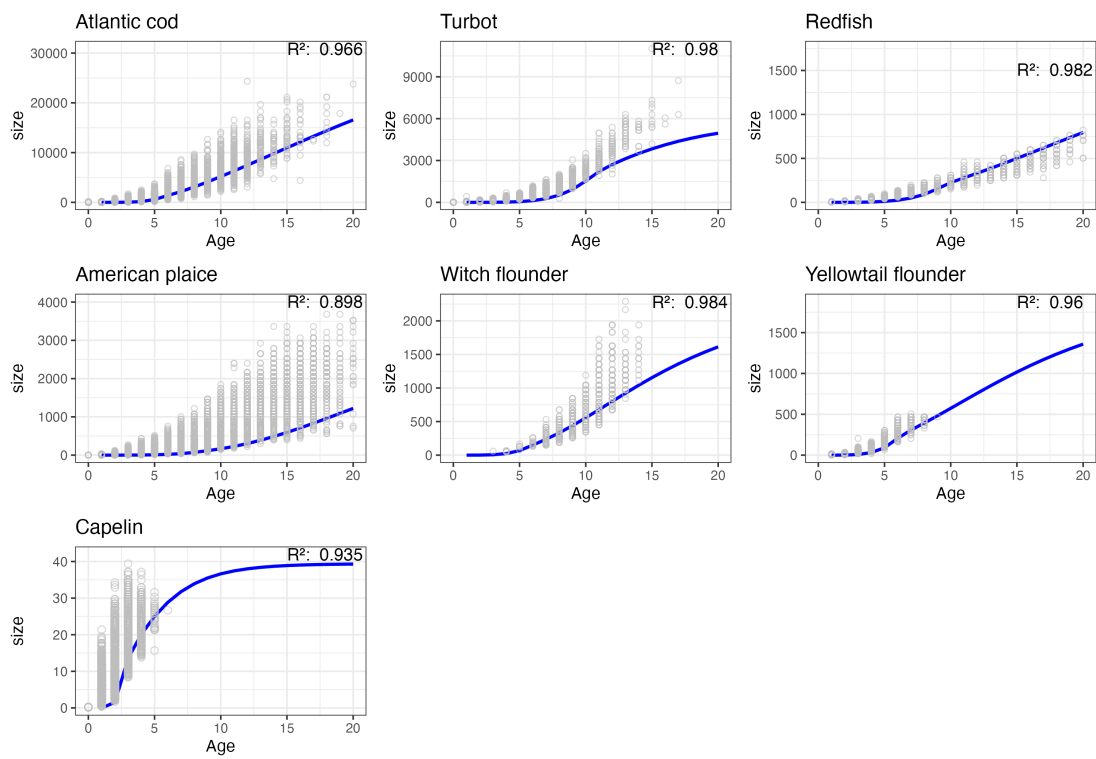 Atlantic cod
R²: 0.966
30000
20000
10000
0
size
0 5 10 15 20
Age
Turbot
R²: 0.98
9000
6000
3000
0
size
0 5 10 15 20
Age
Redfish
R²: 0.982
1500
1000
500
0
size
0 5 10 15 20
Age
American plaice
R²: 0.898
4000
3000
2000
1000
0
size
0 5 10 15 20
Age
Witch flounder
R²: 0.984
2000
1500
1000
500
0
size
0 5 10 15 20
Age
Yellowtail flounder
R²: 0.96
1500
1000
500
0
size
0 5 10 15 20
Age
Capelin
R²: 0.935
40
30
20
10
0
size
0 5 10 15 20
Age